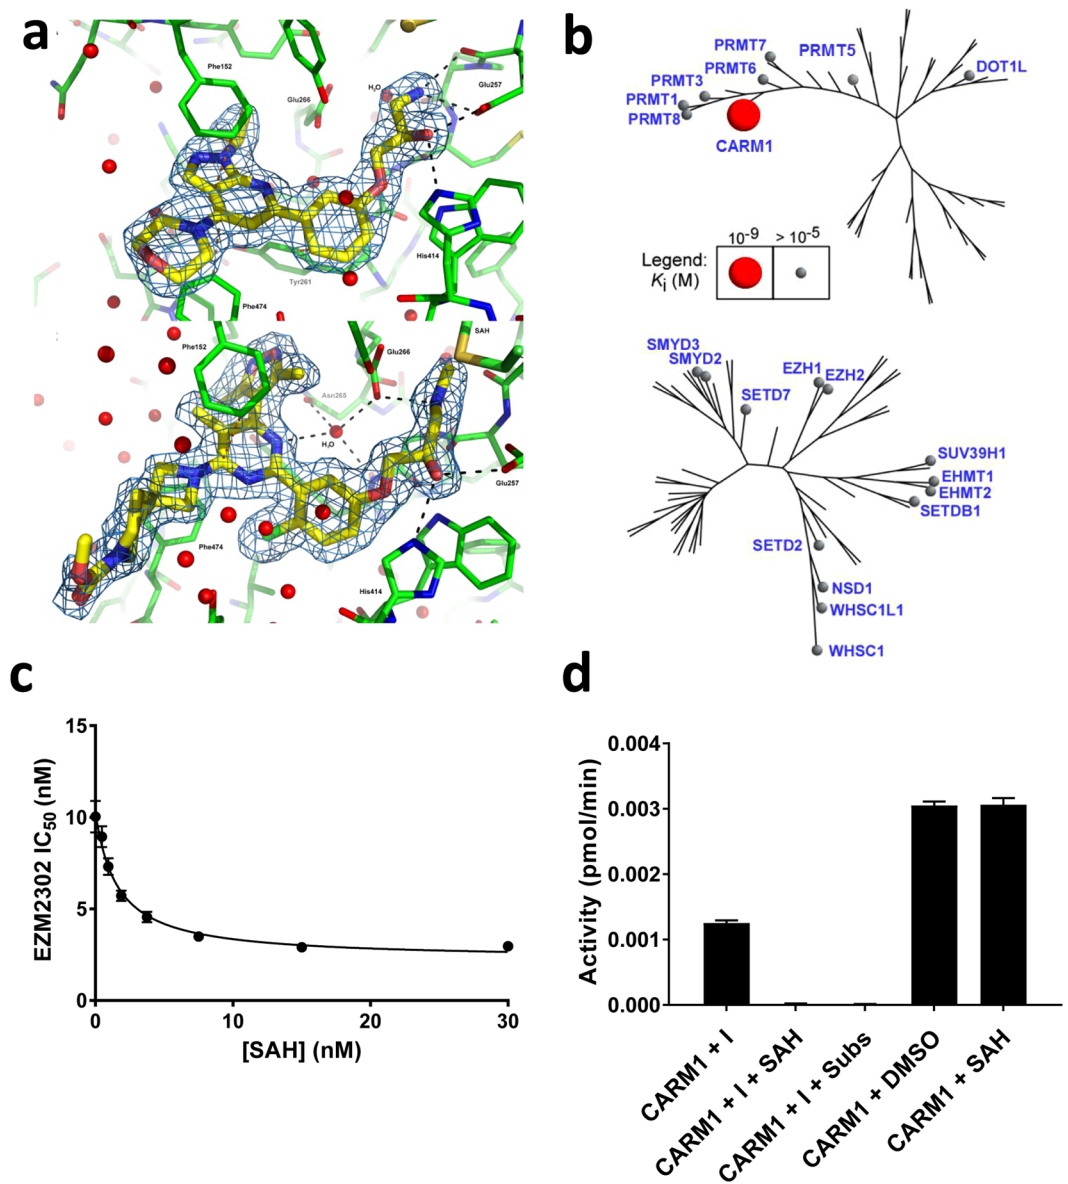 a
Phe152
H₂O
Glu266
Glu257
His414
Tyr261
Phe474
Phe152
Glu266
SAH
Asn265
H₂O
Glu257
Phe474
His414
b
PRMT7
PRMT5
PRMT6
DOT1L
PRMT3
PRMT1
PRMT8
CARM1
10⁻⁹ > 10⁻⁵
Legend:
Kᵢ (M)
SMYD3
SMYD2
EZH1
EZH2
SETD7
SUV39H1
EHMT1
EHMT2
SETDB1
SETD2
NSD1
WHSC1L1
WHSC1
c
EZM2302 IC₅₀ (nM)
15
10
5
0
0 10 20 30
[SAH] (nM)
d
Activity (pmol/min)
0.004
0.003
0.002
0.001
0.000
CARM1 + I
CARM1 + I + SAH
CARM1 + I + Subs
CARM1 + DMSO
CARM1 + SAH